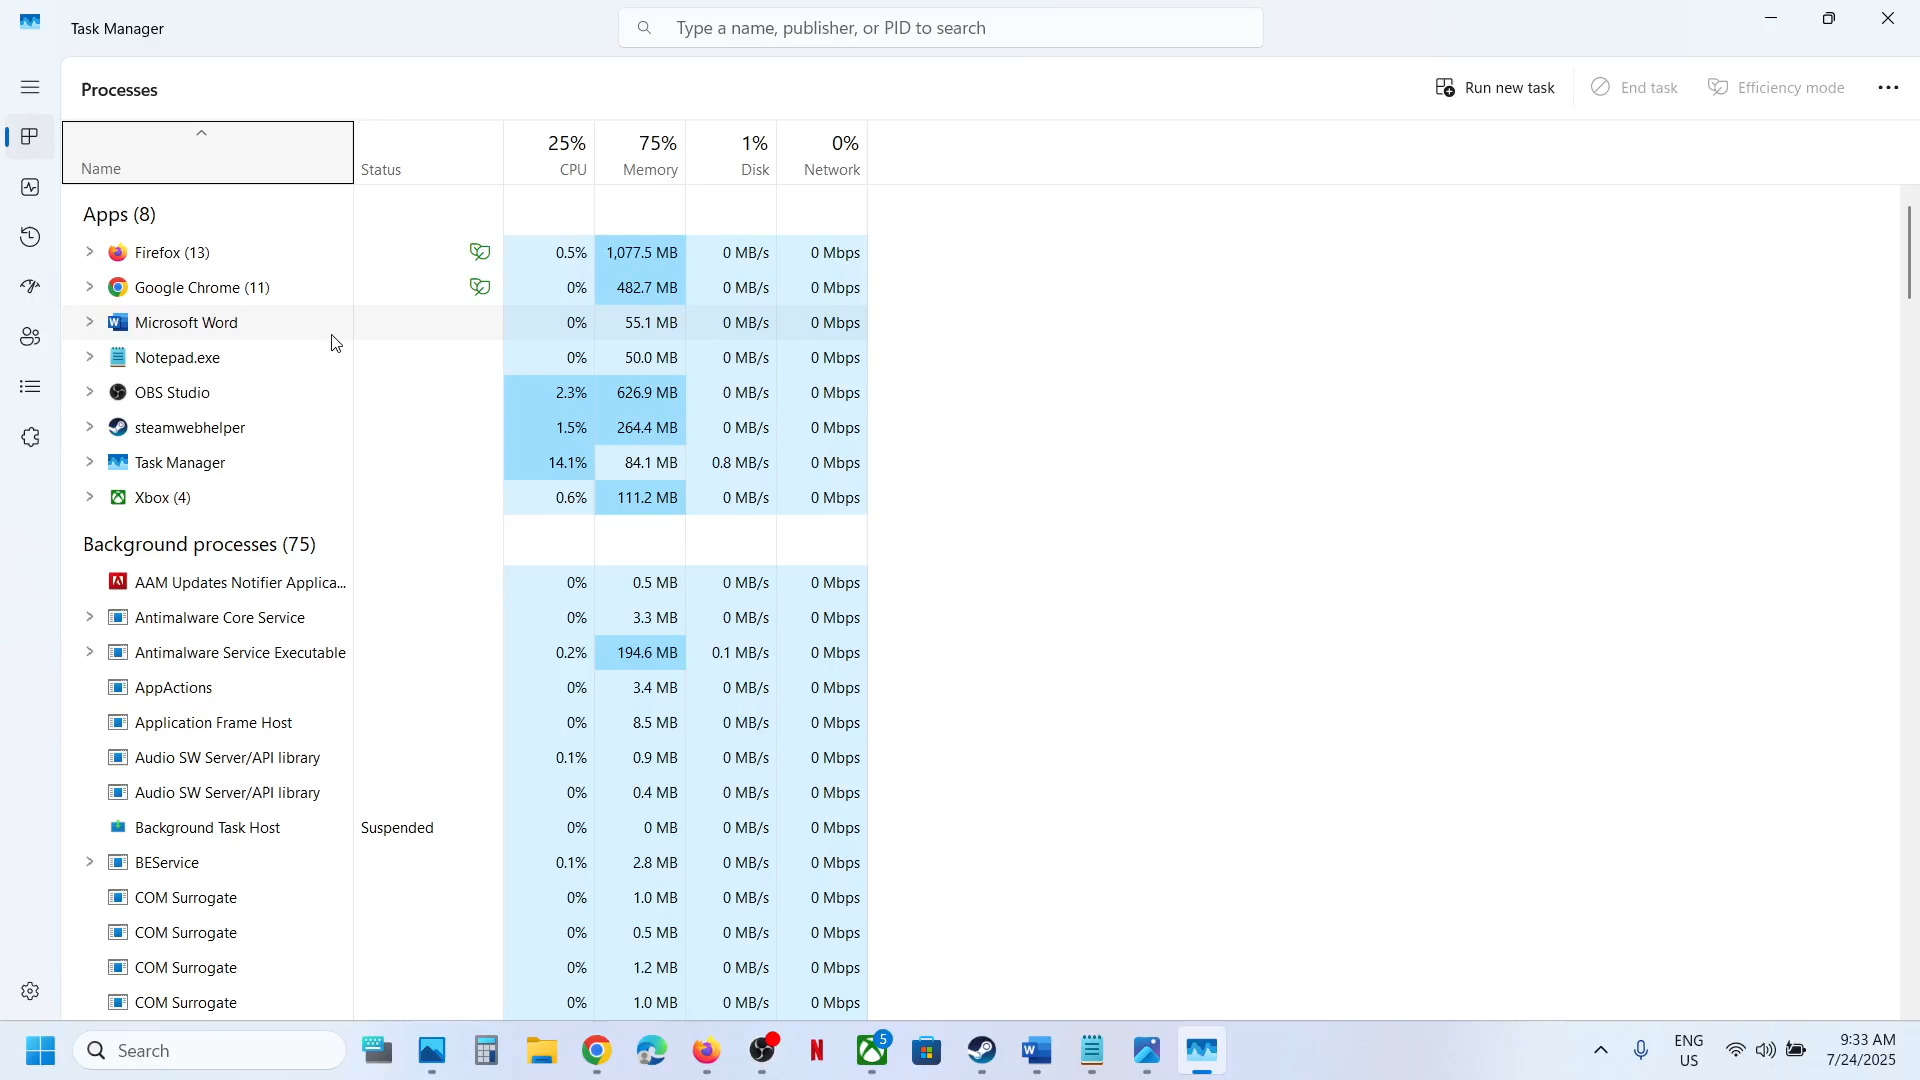 Task Manager
Type a name, publisher, or PID to search
Processes
Run new task
End task
Efficiency mode
Name Status 25% CPU 75% Memory 1% Disk 0% Network
Apps (8)
Firefox (13) 0.5% 1,077.5 MB 0 MB/s 0 Mbps
Google Chrome (11) 0% 482.7 MB 0 MB/s 0 Mbps
Microsoft Word 0% 55.1 MB 0 MB/s 0 Mbps
Notepad.exe 0% 50.0 MB 0 MB/s 0 Mbps
OBS Studio 2.3% 626.9 MB 0 MB/s 0 Mbps
steamwebhelper 1.5% 264.4 MB 0 MB/s 0 Mbps
Task Manager 14.1% 84.1 MB 0.8 MB/s 0 Mbps
Xbox (4) 0.6% 111.2 MB 0 MB/s 0 Mbps
Background processes (75)
AAM Updates Notifier Applica... 0% 0.5 MB 0 MB/s 0 Mbps
Antimalware Core Service 0% 3.3 MB 0 MB/s 0 Mbps
Antimalware Service Executable 0.2% 194.6 MB 0.1 MB/s 0 Mbps
AppActions 0% 3.4 MB 0 MB/s 0 Mbps
Application Frame Host 0% 8.5 MB 0 MB/s 0 Mbps
Audio SW Server/API library 0.1% 0.9 MB 0 MB/s 0 Mbps
Audio SW Server/API library 0% 0.4 MB 0 MB/s 0 Mbps
Background Task Host Suspended 0% 0 MB 0 MB/s 0 Mbps
BEService 0.1% 2.8 MB 0 MB/s 0 Mbps
COM Surrogate 0% 1.0 MB 0 MB/s 0 Mbps
COM Surrogate 0% 0.5 MB 0 MB/s 0 Mbps
COM Surrogate 0% 1.2 MB 0 MB/s 0 Mbps
COM Surrogate 0% 1.0 MB 0 MB/s 0 Mbps
Search
5
ENG
US
9:33 AM
7/24/2025